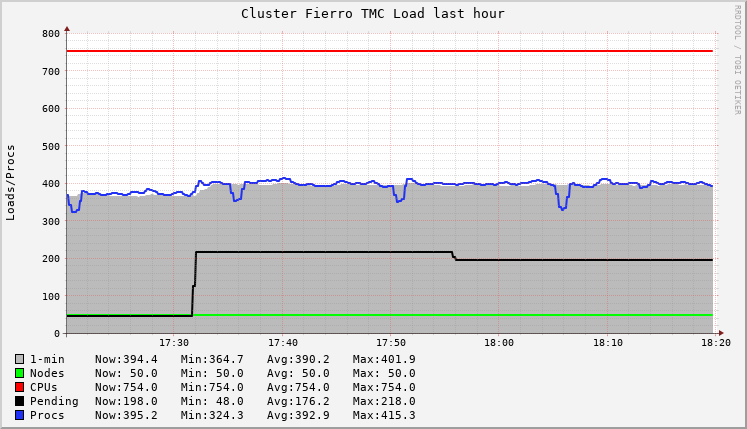 Cluster Fierro TMC Load last hour
RRDTOOL / TOBI OETIKER
Loads/Procs
800
700
600
500
400
300
200
100
0
17:30 17:40 17:50 18:00 18:10 18:20
1-min Now:394.4 Min:364.7 Avg:390.2 Max:401.9
Nodes Now: 50.0 Min: 50.0 Avg: 50.0 Max: 50.0
CPUs Now:754.0 Min:754.0 Avg:754.0 Max:754.0
Pending Now:198.0 Min: 48.0 Avg:176.2 Max:218.0
Procs Now:395.2 Min:324.3 Avg:392.9 Max:415.3